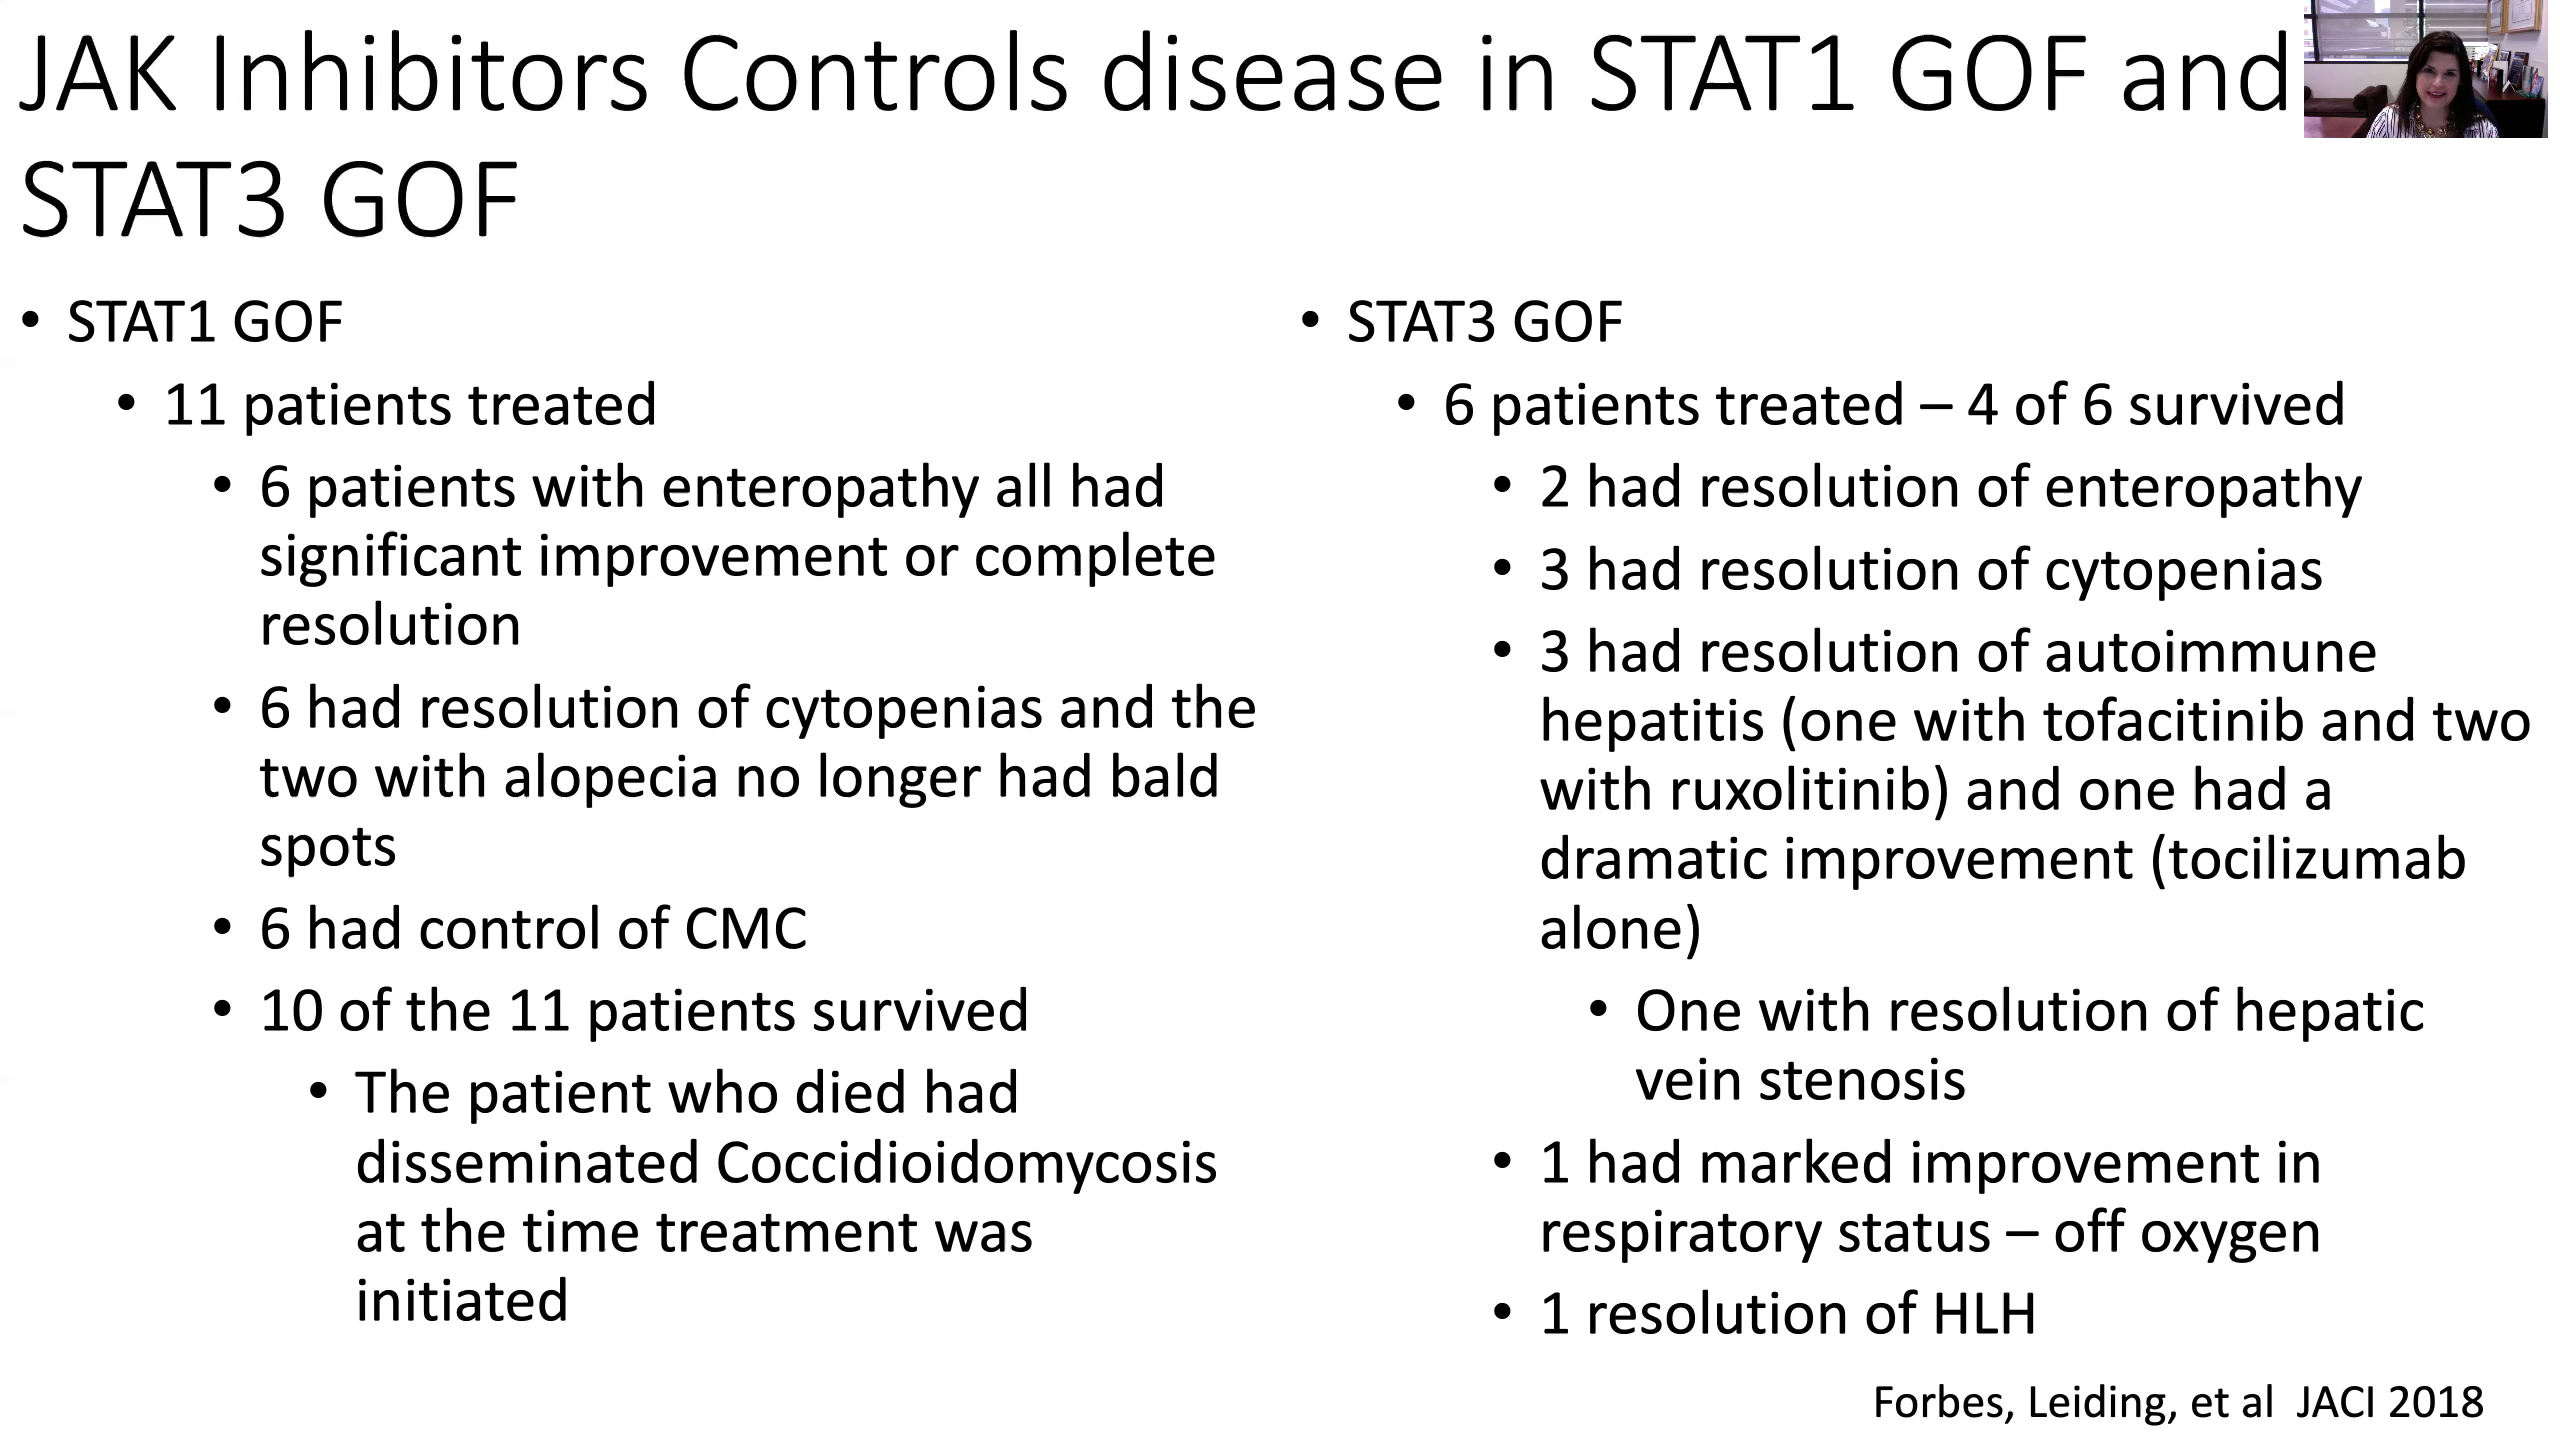 JAK Inhibitors Controls disease in STAT1 GOF and
STAT3 GOF
• STAT1 GOF
• 11 patients treated
• 6 patients with enteropathy all had
significant improvement or complete
resolution
• 6 had resolution of cytopenias and the
two with alopecia no longer had bald
spots
• 6 had control of CMC
• 10 of the 11 patients survived
• The patient who died had
disseminated Coccidioidomycosis
at the time treatment was
initiated
• STAT3 GOF
• 6 patients treated – 4 of 6 survived
• 2 had resolution of enteropathy
• 3 had resolution of cytopenias
• 3 had resolution of autoimmune
hepatitis (one with tofacitinib and two
with ruxolitinib) and one had a
dramatic improvement (tocilizumab
alone)
• One with resolution of hepatic
vein stenosis
• 1 had marked improvement in
respiratory status – off oxygen
• 1 resolution of HLH
Forbes, Leiding, et al JACI 2018